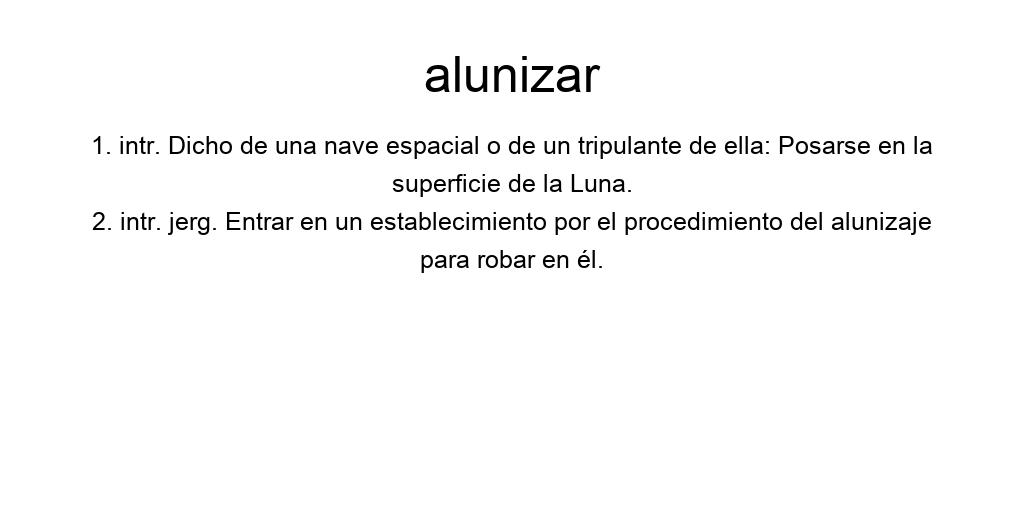 alunizar
1. intr. Dicho de una nave espacial o de un tripulante de ella: Posarse en la
superficie de la Luna.
2. intr. jerg. Entrar en un establecimiento por el procedimiento del alunizaje
para robar en él.